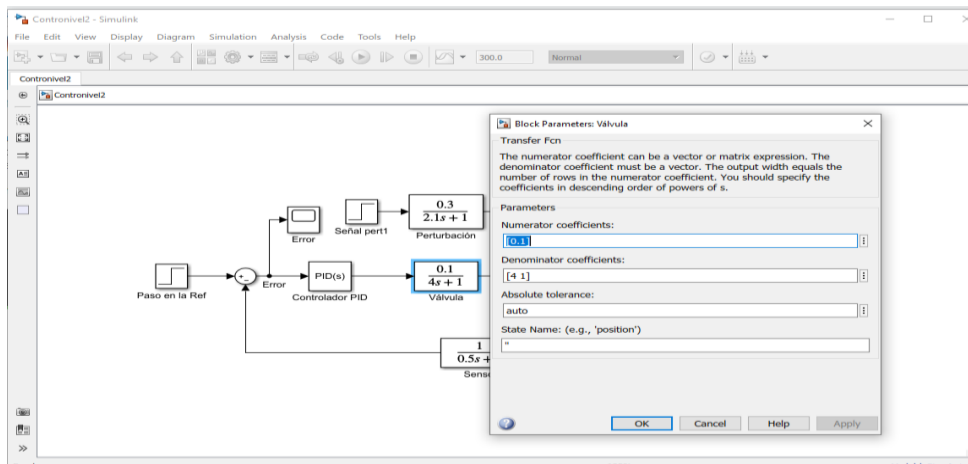 Contronivel2 - Simulink
File Edit View Display Diagram Simulation Analysis Code Tools Help
300.0
Normal
Contronivel2
Contronivel2
Block Parameters: Válvula
Transfer Fcn
The numerator coefficient can be a vector or matrix expression. The
denominator coefficient must be a vector. The output width equals the
number of rows in the numerator coefficient. You should specify the
coefficients in descending order of powers of s.
Parameters
Numerator coefficients:
[0.1]
Denominator coefficients:
[4 1]
Absolute tolerance:
auto
State Name: (e.g., 'position')
''
OK Cancel Help Apply
Error
Señal pert1
0.3
2.1s + 1
Perturbación
Paso en la Ref
+
-
Error
PID(s)
Controlador PID
0.1
4s + 1
Válvula
1
0.5s +
Sens